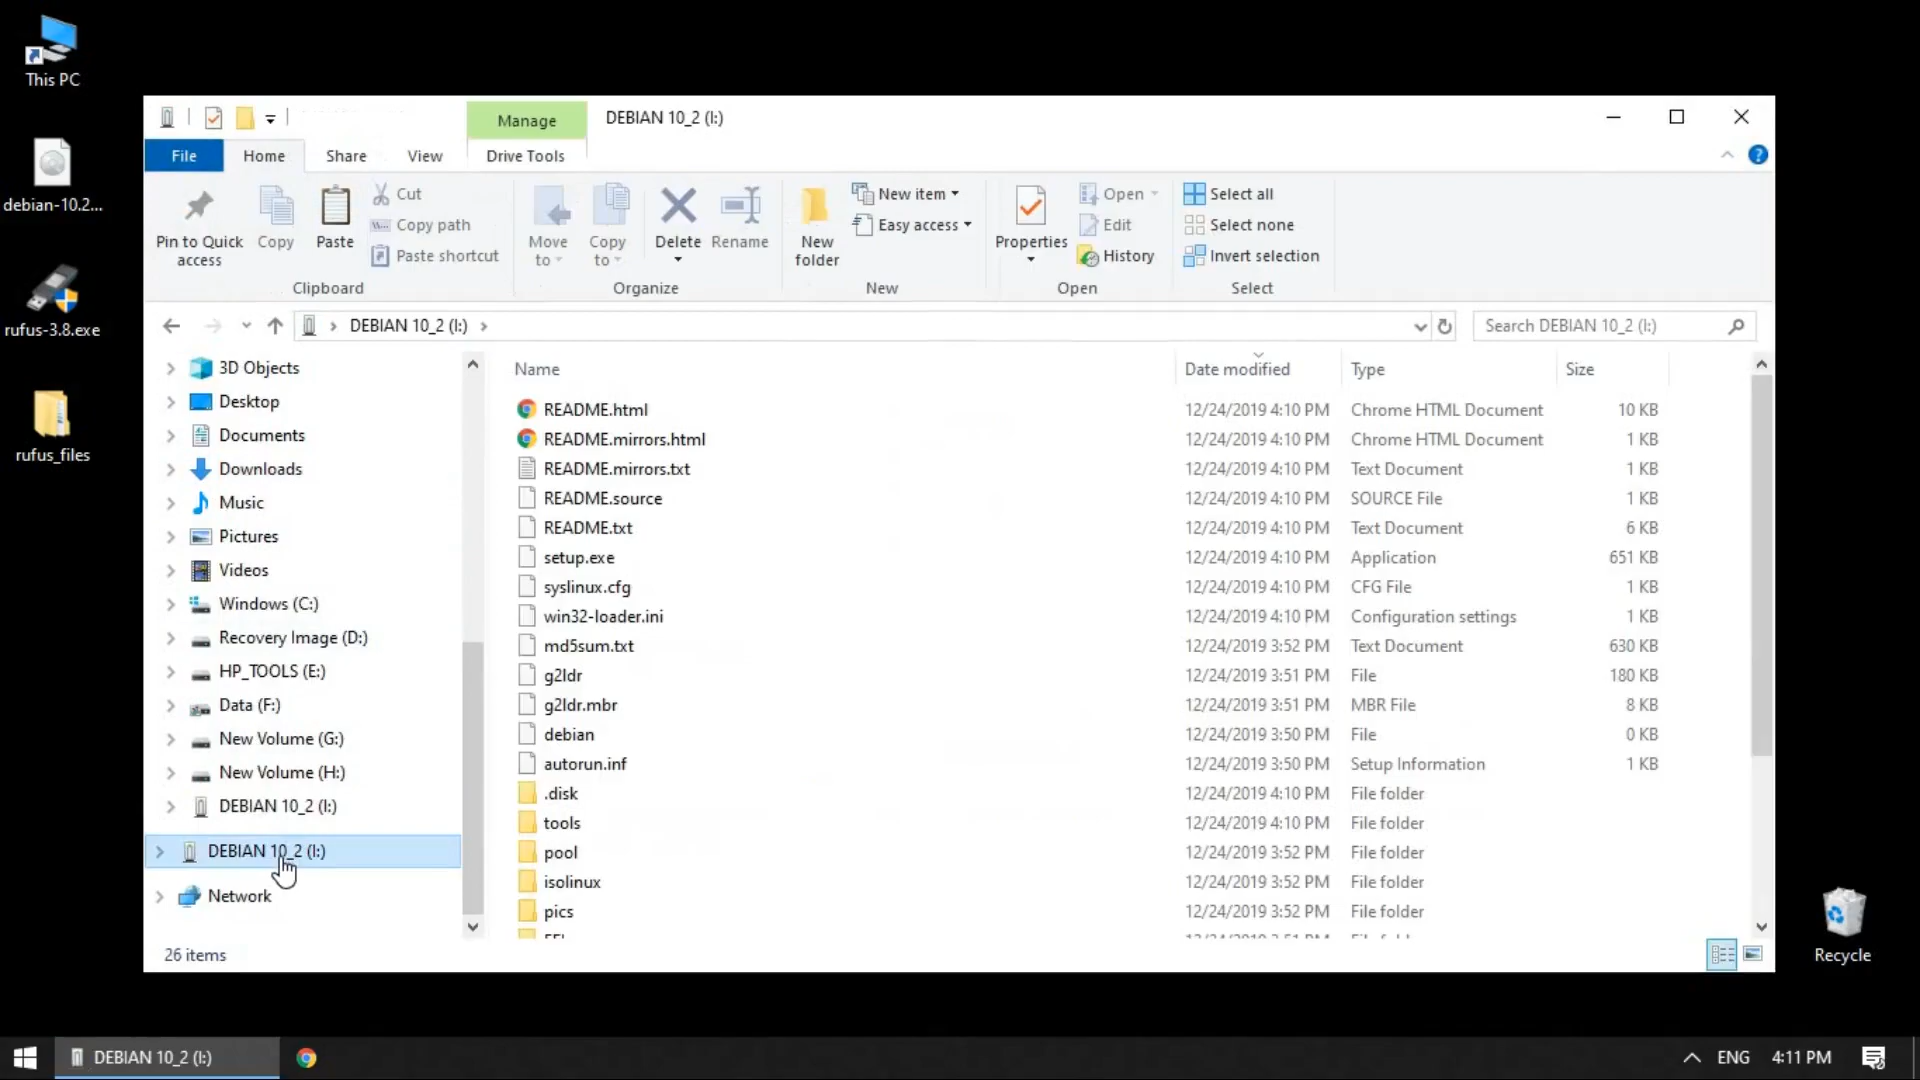 This PC
debian-10.2...
rufus-3.8.exe
rufus_files
Recycle
Manage
DEBIAN 10_2 (I:)
File
Home
Share
View
Drive Tools
Pin to Quick access
Copy
Paste
Cut
Copy path
Paste shortcut
Clipboard
Move to
Copy to
Delete
Rename
Organize
New folder
New item
Easy access
New
Properties
Open
Edit
History
Open
Select all
Select none
Invert selection
Select
DEBIAN 10_2 (I:)
Search DEBIAN 10_2 (I:)
3D Objects
Desktop
Documents
Downloads
Music
Pictures
Videos
Windows (C:)
Recovery Image (D:)
HP_TOOLS (E:)
Data (F:)
New Volume (G:)
New Volume (H:)
DEBIAN 10_2 (I:)
DEBIAN 10_2 (I:)
Network
Name Date modified Type Size
README.html 12/24/2019 4:10 PM Chrome HTML Document 10 KB
README.mirrors.html 12/24/2019 4:10 PM Chrome HTML Document 1 KB
README.mirrors.txt 12/24/2019 4:10 PM Text Document 1 KB
README.source 12/24/2019 4:10 PM SOURCE File 1 KB
README.txt 12/24/2019 4:10 PM Text Document 6 KB
setup.exe 12/24/2019 4:10 PM Application 651 KB
syslinux.cfg 12/24/2019 4:10 PM CFG File 1 KB
win32-loader.ini 12/24/2019 4:10 PM Configuration settings 1 KB
md5sum.txt 12/24/2019 3:52 PM Text Document 630 KB
g2ldr 12/24/2019 3:51 PM File 180 KB
g2ldr.mbr 12/24/2019 3:51 PM MBR File 8 KB
debian 12/24/2019 3:50 PM File 0 KB
autorun.inf 12/24/2019 3:50 PM Setup Information 1 KB
.disk 12/24/2019 4:10 PM File folder
tools 12/24/2019 4:10 PM File folder
pool 12/24/2019 3:52 PM File folder
isolinux 12/24/2019 3:52 PM File folder
pics 12/24/2019 3:52 PM File folder
26 items
DEBIAN 10_2 (I:)
ENG
4:11 PM